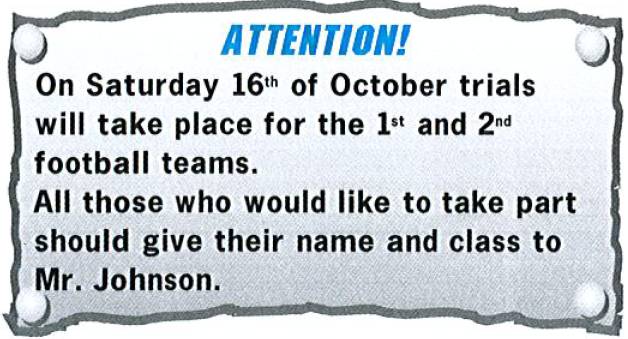 ATTENTION!
On Saturday 16th of October trials
will take place for the 1st and 2nd
football teams.
All those who would like to take part
should give their name and class to
Mr. Johnson.